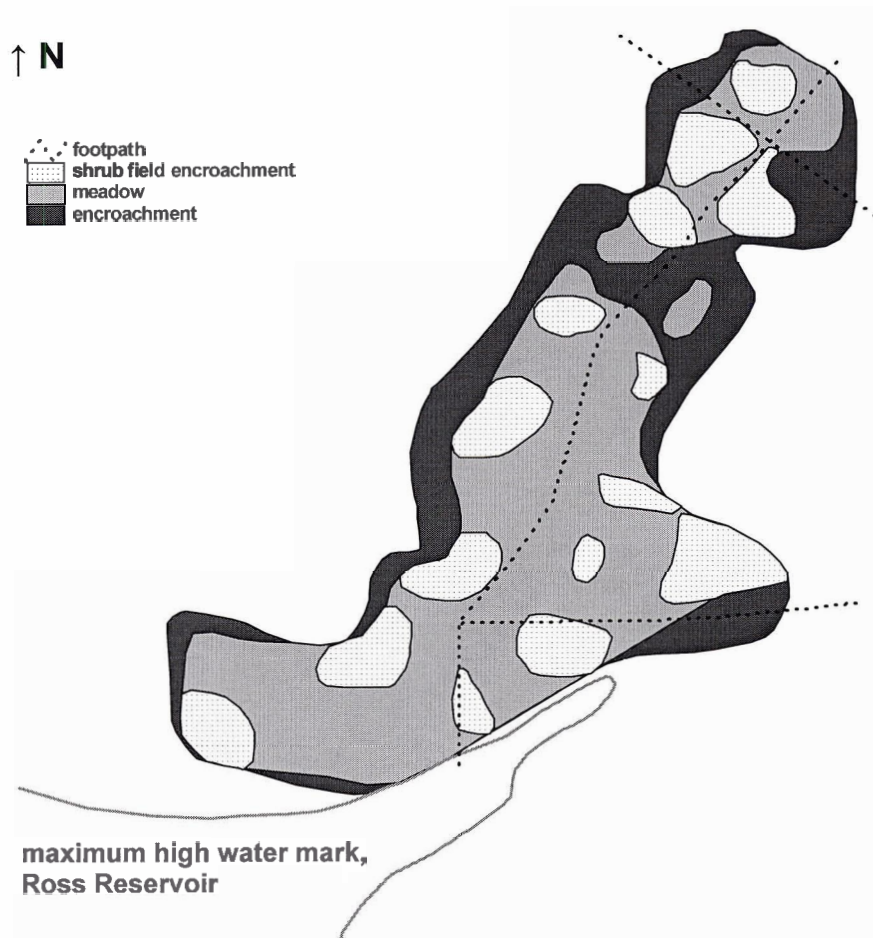 ↑ N
footpath
shrub field encroachment
meadow
encroachment
maximum high water mark,
Ross Reservoir